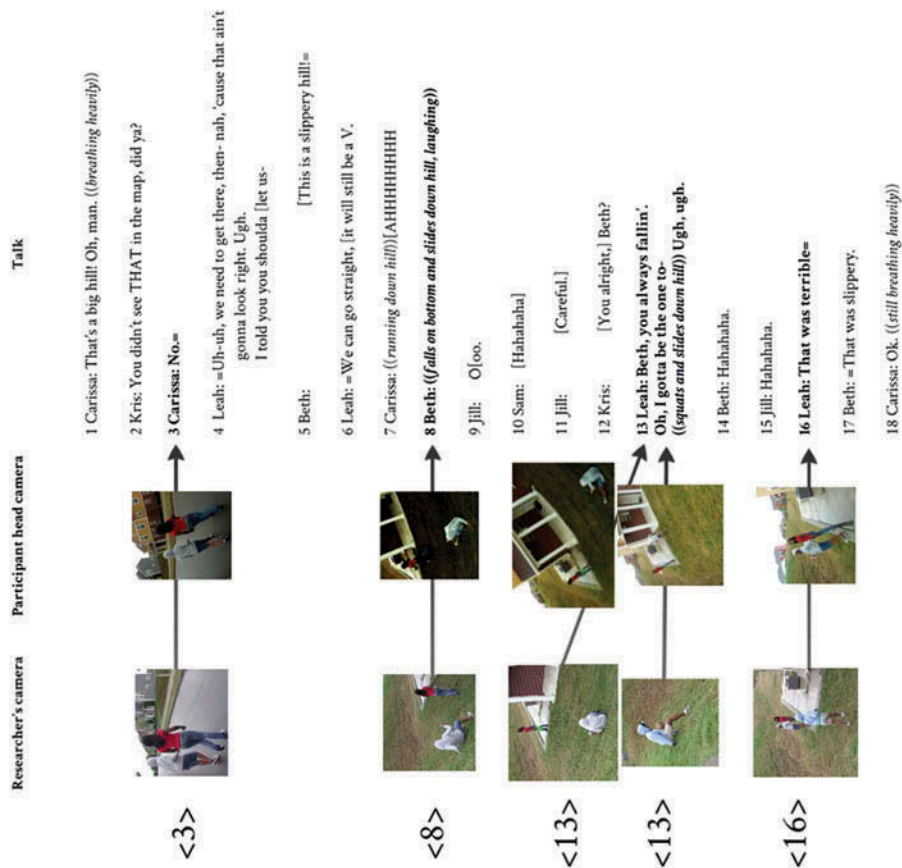 Researcher's camera
Participant head camera
Talk
<3>
<8>
<13>
<13>
<16>
1 Carissa: That's a big hill! Oh, man. ((breathing heavily))
2 Kris: You didn't see THAT in the map, did ya?
3 Carissa: No.=
4 Leah: =Uh-uh, we need to get there, then- nah, 'cause that ain't
gonna look right. Ugh.
I told you you shoulda [let us-
5 Beth: [This is a slippery hill!=
6 Leah: =We can go straight, [it will still be a V.
7 Carissa: ((running down hill))[AHHHHHHHH
8 Beth: ((falls on bottom and slides down hill, laughing))
9 Jill: O[oo.
10 Sam: [Hahahaha]
11 Jill: [Careful.]
12 Kris: [You alright,] Beth?
13 Leah: Beth, you always fallin'.
Oh, I gotta be the one to-
((squats and slides down hill)) Ugh, ugh.
14 Beth: Hahahaha.
15 Jill: Hahahaha.
16 Leah: That was terrible=
17 Beth: =That was slippery.
18 Carissa: Ok. ((still breathing heavily))